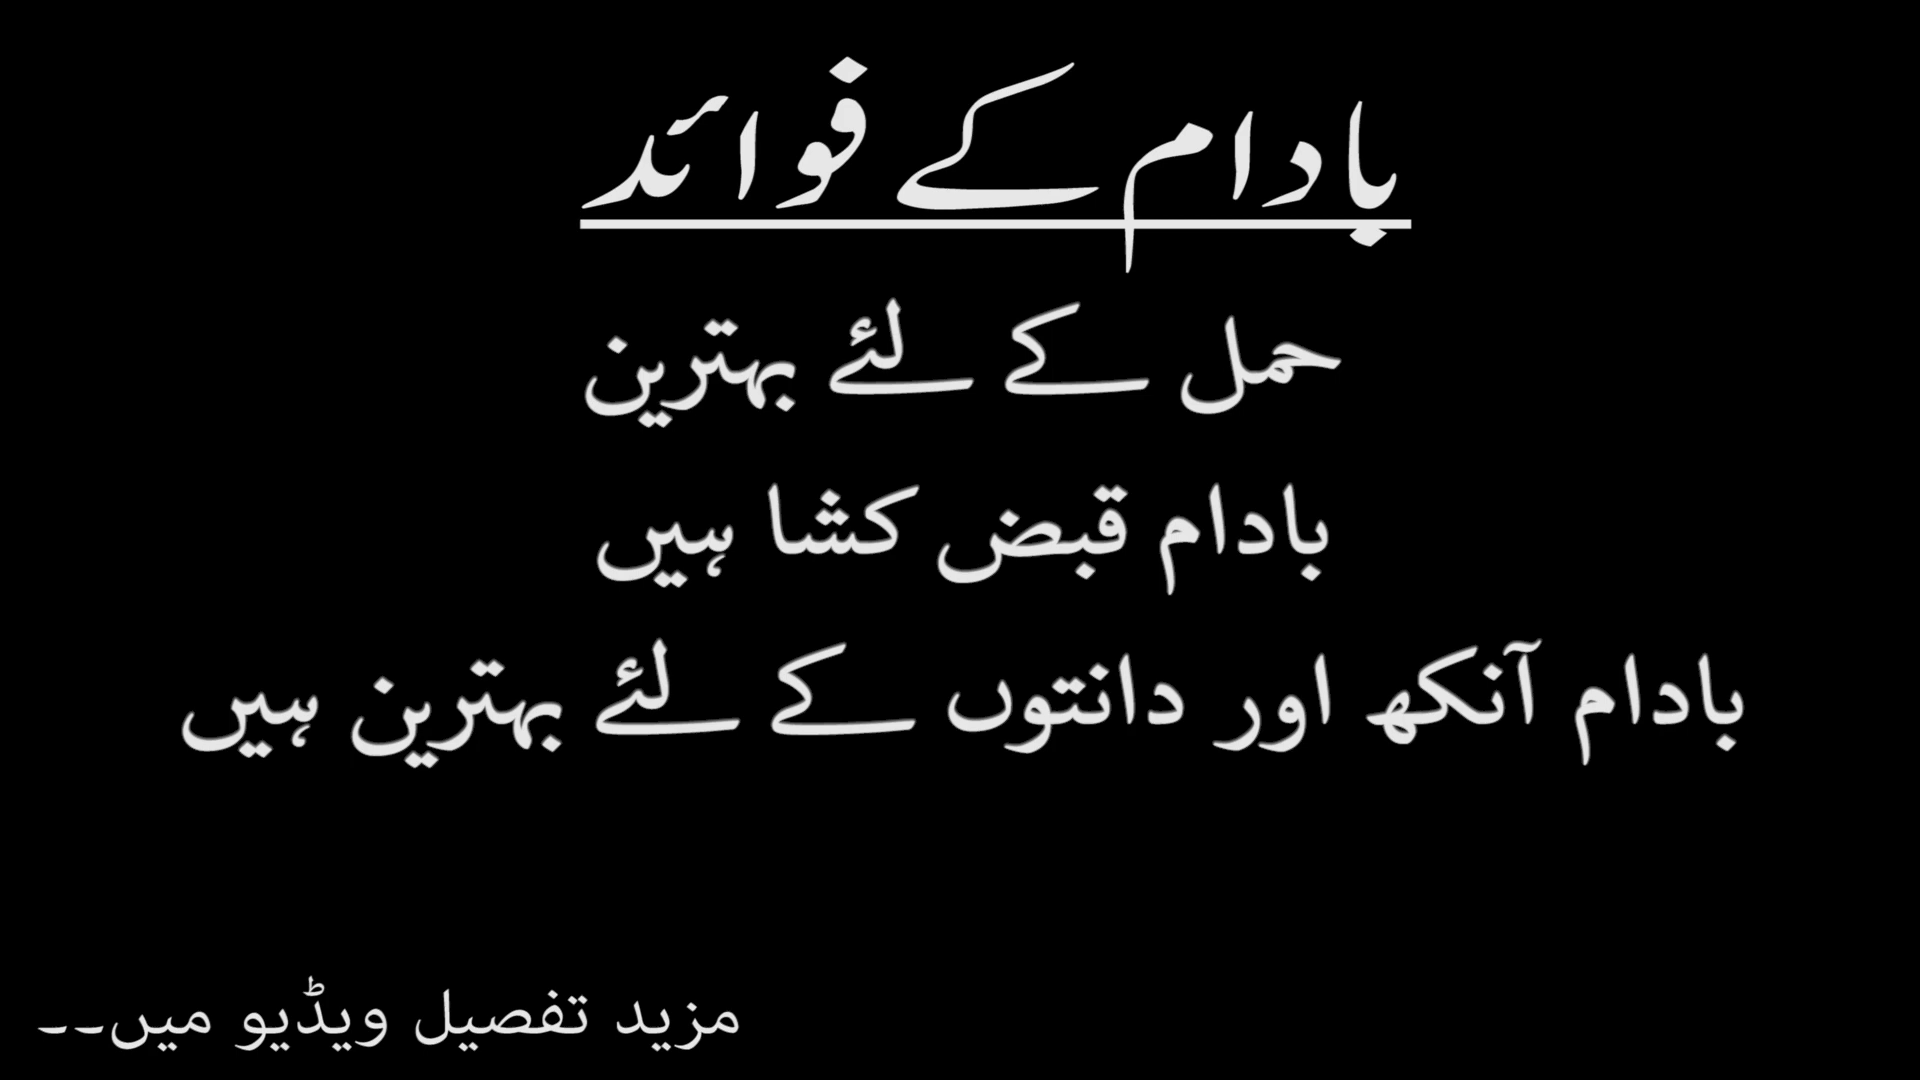 بادام کے فوائد
حمل کے لئے بہترین
بادام قبض کشا ہیں
بادام آنکھ اور دانتوں کے لئے بہترین ہیں
مزید تفصیل ویڈیو میں۔۔